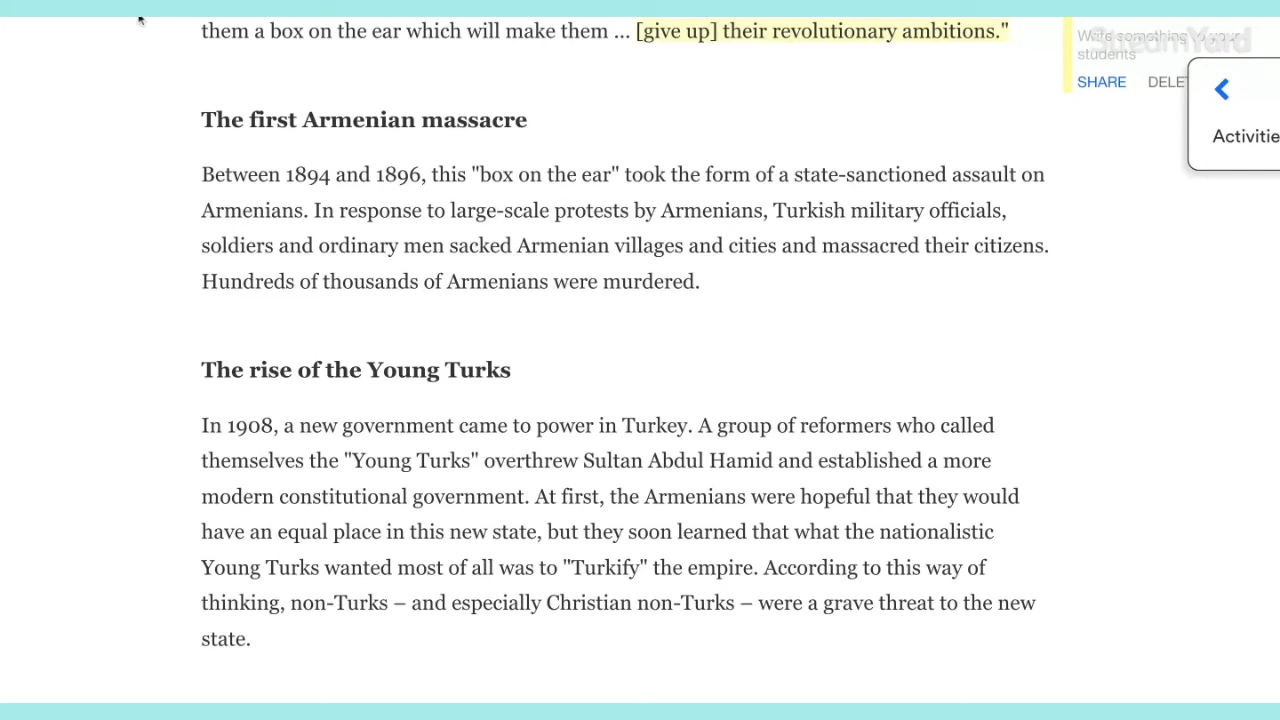 them a box on the ear which will make them ... [give up] their revolutionary ambitions."
Write something to your
students
SHARE DELET
StreamYard
Activitie
The first Armenian massacre
Between 1894 and 1896, this "box on the ear" took the form of a state-sanctioned assault on
Armenians. In response to large-scale protests by Armenians, Turkish military officials,
soldiers and ordinary men sacked Armenian villages and cities and massacred their citizens.
Hundreds of thousands of Armenians were murdered.
The rise of the Young Turks
In 1908, a new government came to power in Turkey. A group of reformers who called
themselves the "Young Turks" overthrew Sultan Abdul Hamid and established a more
modern constitutional government. At first, the Armenians were hopeful that they would
have an equal place in this new state, but they soon learned that what the nationalistic
Young Turks wanted most of all was to "Turkify" the empire. According to this way of
thinking, non-Turks – and especially Christian non-Turks – were a grave threat to the new
state.